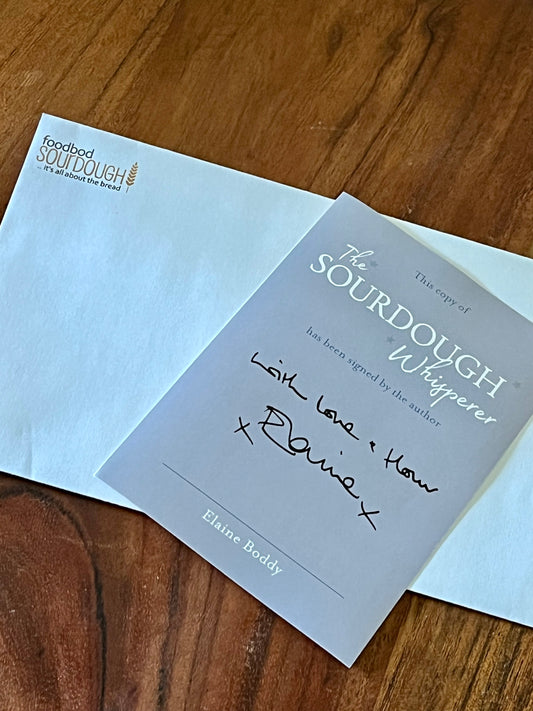 foodbod
SOURDOUGH
... it's all about the bread
This copy of
The
SOURDOUGH
Whisperer
has been signed by the author
with love &
Elaine
x x
Elaine Boddy